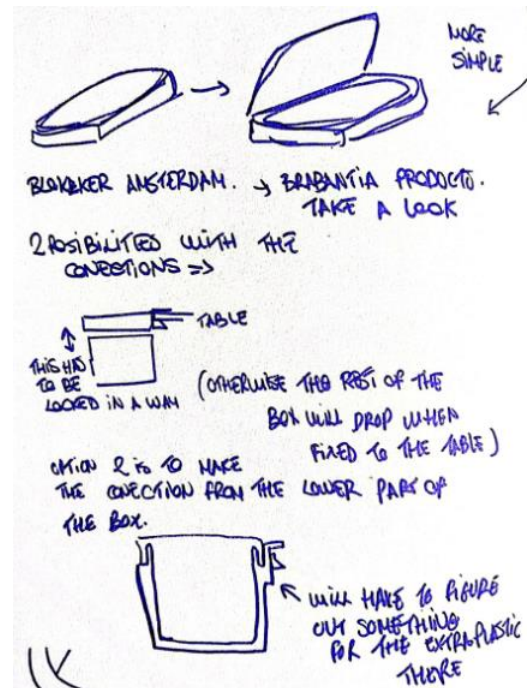 MORE
SIMPLE
AMSTERDAM. → BRABANTIA PRODUCTO.
TAKE A LOOK
2 POSIBILITIES WITH THE
CONECTIONS =>
TABLE
THIS HAS
TO BE
LOCKED IN A WAY
(OTHERWISE THE REST OF THE
BOX WILL DROP WHEN
FIXED TO THE TABLE)
OPTION 2 IS TO MAKE
THE CONECTION FROM THE LOWER PART OF
THE BOX.
WILL HAVE TO FIGURE
OUT SOMETHING
FOR THE EXTRA PLASTIC
THERE